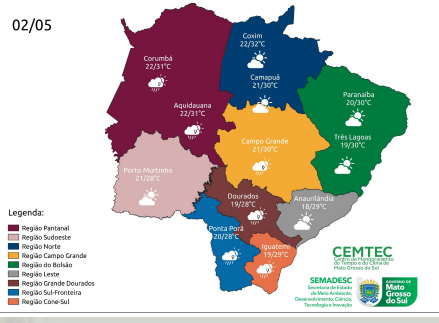 02/05
Coxim
22/32°C
Corumbá
22/31°C
Camapuã
21/30°C
Paranaíba
20/30°C
Aquidauana
22/31°C
Três Lagoas
19/30°C
Campo Grande
21/30°C
Porto Murtinho
21/28°C
Dourados
19/28°C
Anaurilândia
18/29°C
Ponta Porã
20/28°C
Iguatemi
19/29°C
Legenda:
Região Pantanal
Região Sudoeste
Região Norte
Região Campo Grande
Região do Bolsão
Região Leste
Região Grande Dourados
Região Sul-Fronteira
Região Cone-Sul
CEMTEC
Centro de Monitoramento
do Tempo e do Clima de
Mato Grosso do Sul
SEMADESC
Secretaria de Estado
de Meio Ambiente,
Desenvolvimento, Ciência,
Tecnologia e Inovação
GOVERNO DE
Mato
Grosso
do Sul